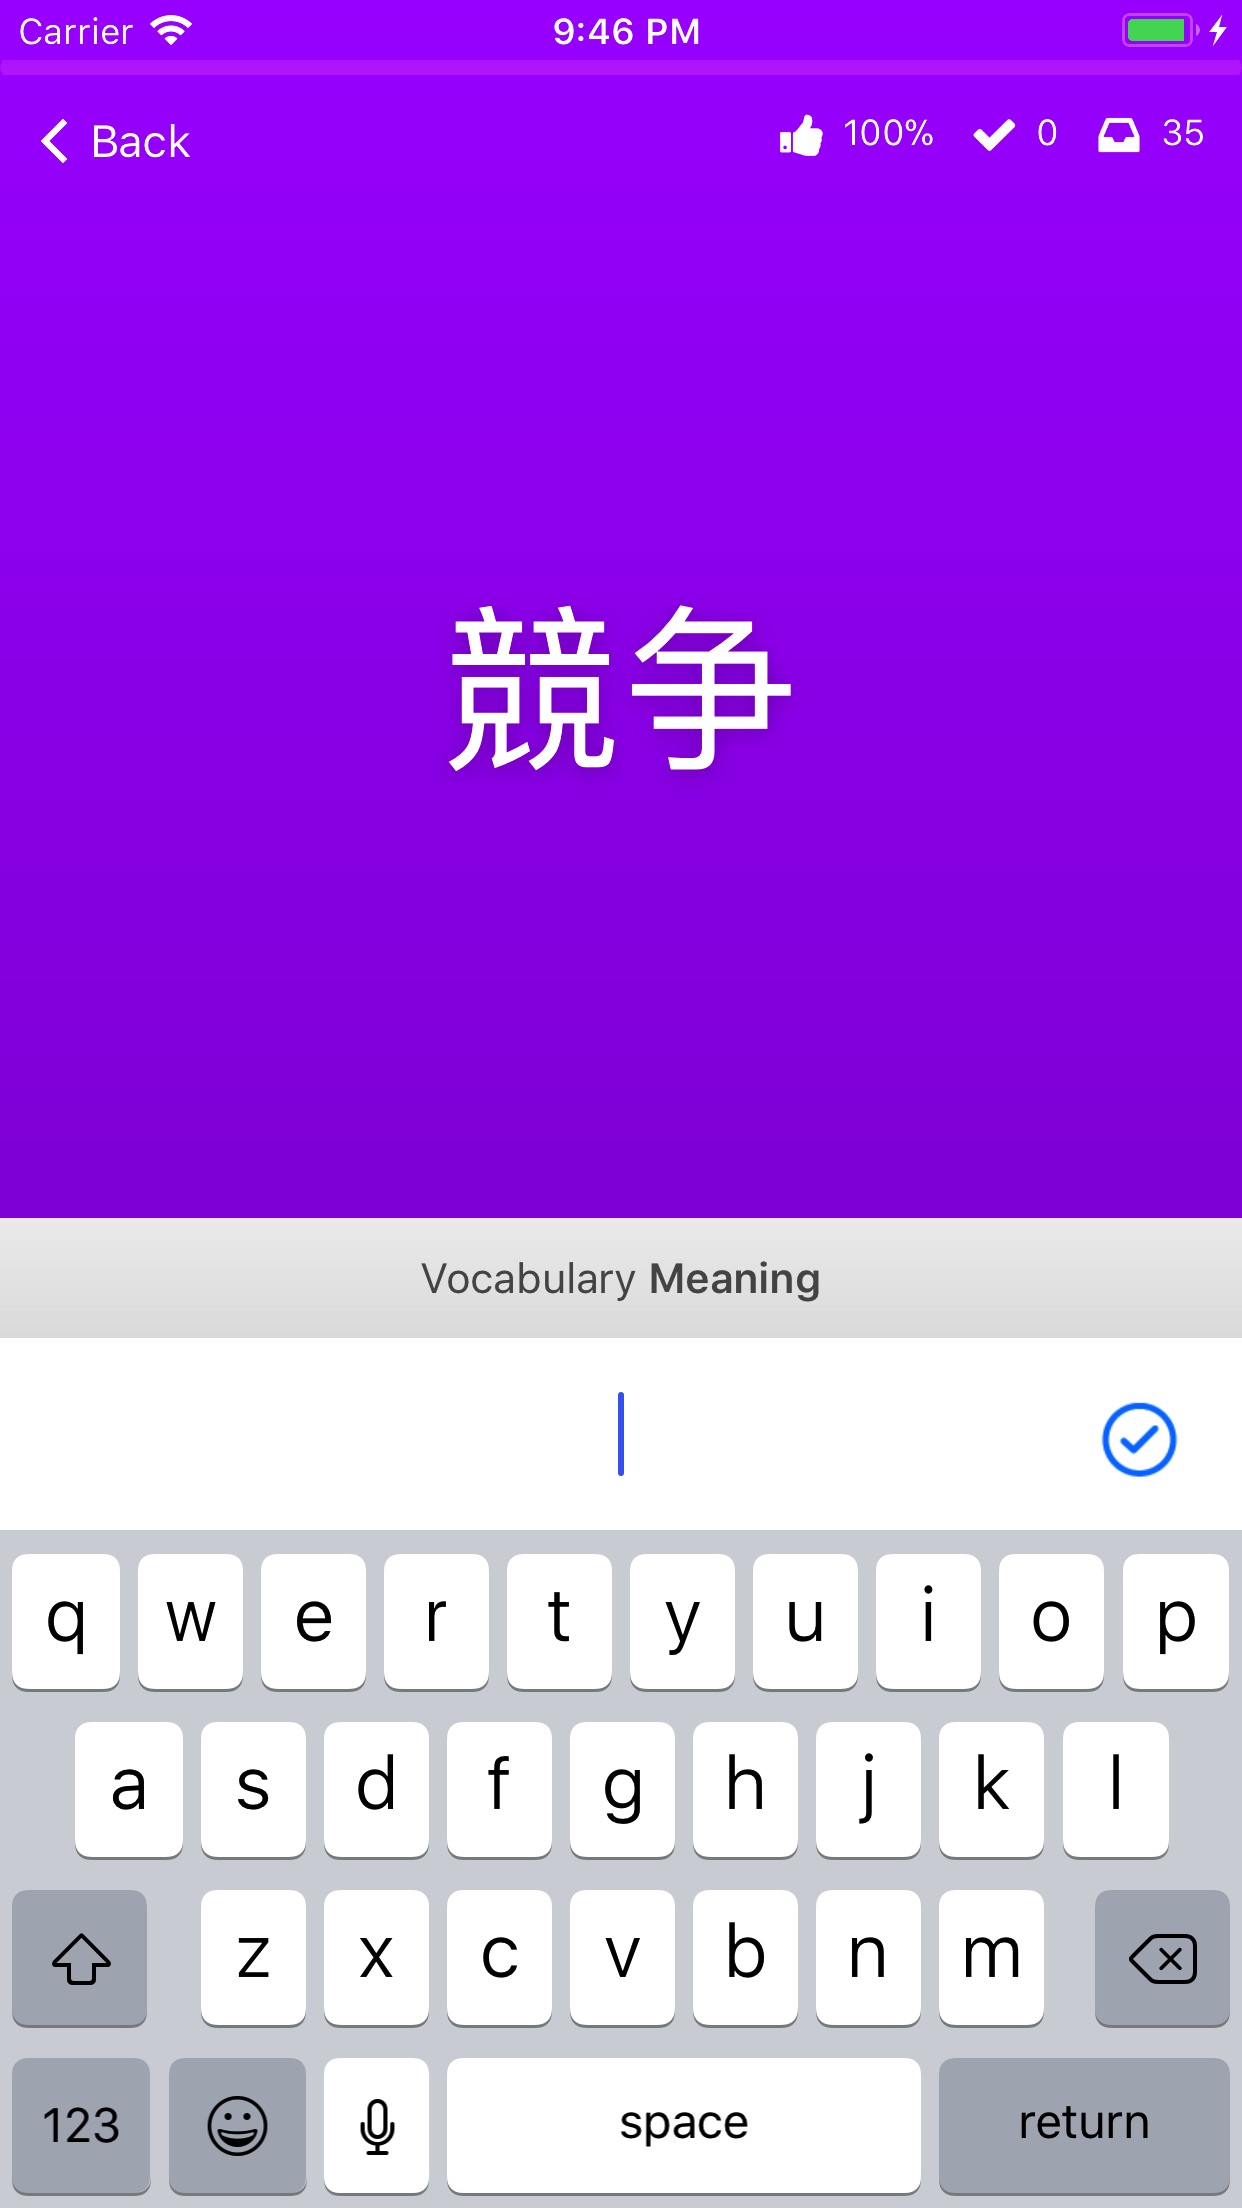 Carrier 9:46 PM
Back 100% 0 35
競争
Vocabulary Meaning
q w e r t y u i o p
a s d f g h j k l
z x c v b n m
123 space return